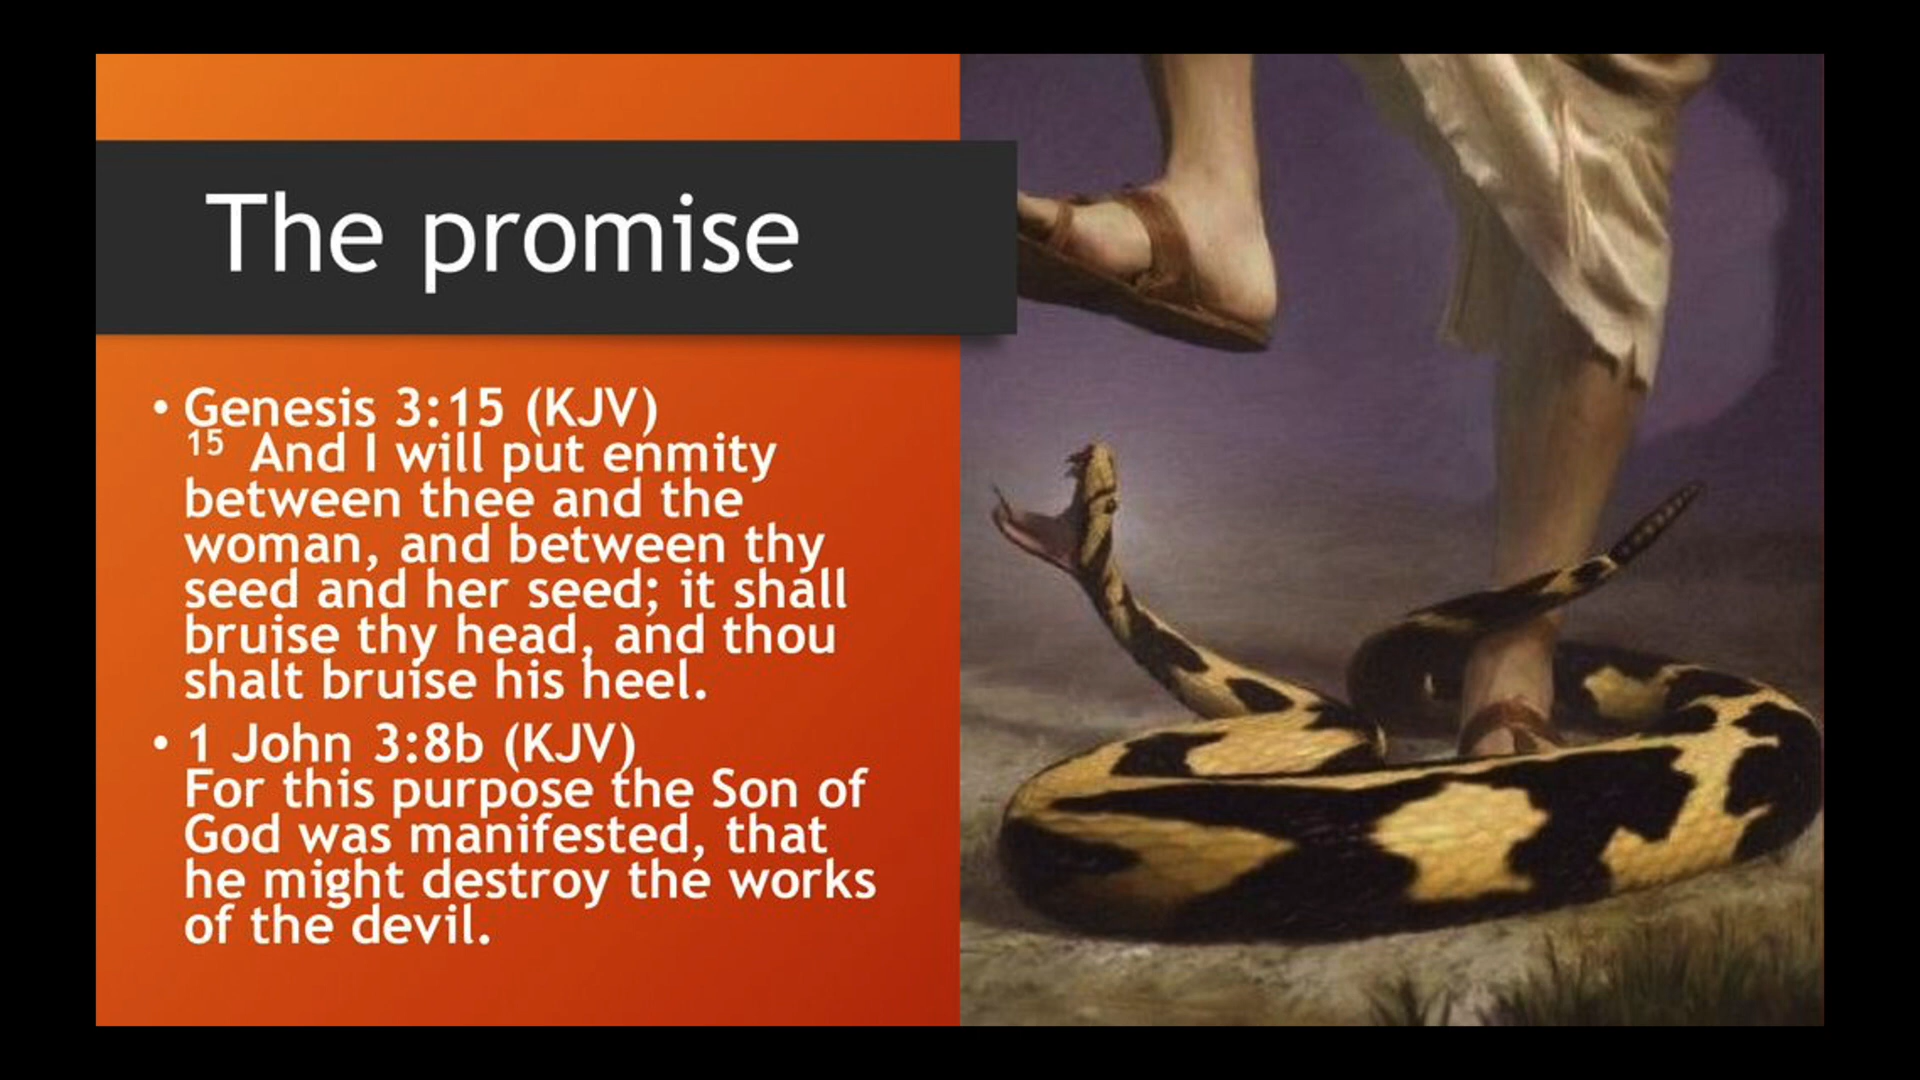 The promise
• Genesis 3:15 (KJV)
15 And I will put enmity
between thee and the
woman, and between thy
seed and her seed; it shall
bruise thy head, and thou
shalt bruise his heel.
• 1 John 3:8b (KJV)
For this purpose the Son of
God was manifested, that
he might destroy the works
of the devil.